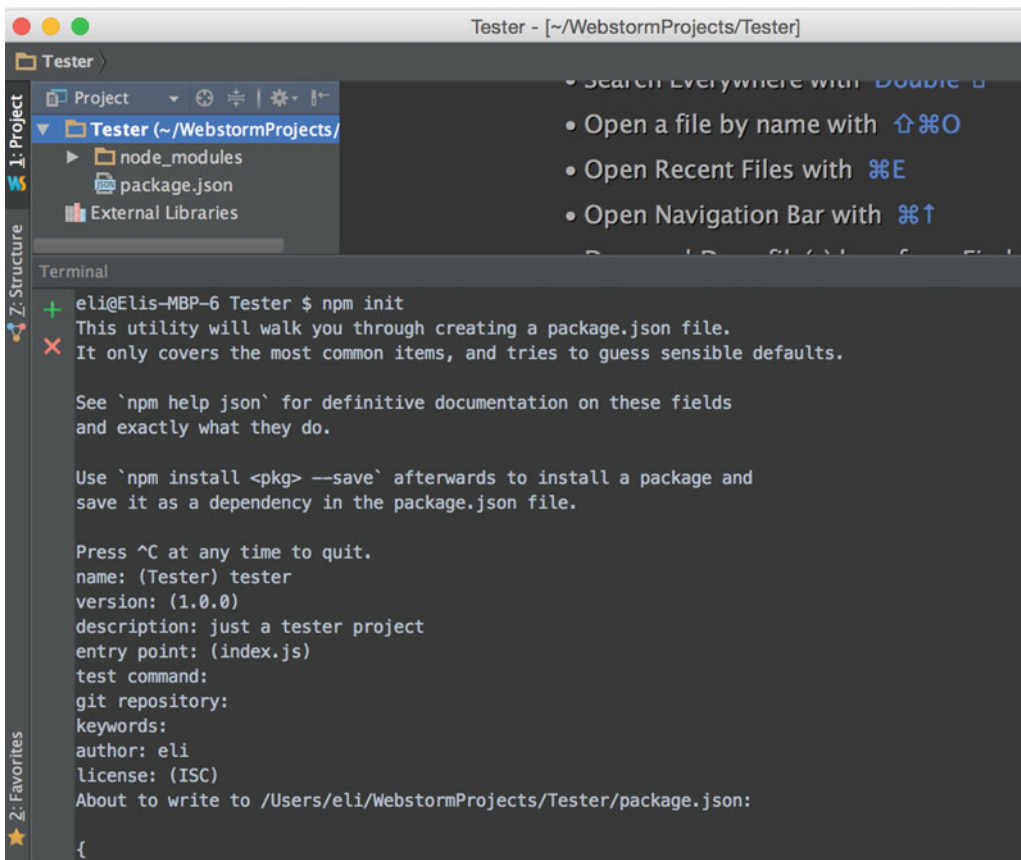 Tester - [~/WebstormProjects/Tester]
Tester
1: Project
Z: Structure
2: Favorites
Project
Tester (~/WebstormProjects/
node_modules
package.json
External Libraries
Search Everywhere with Double ⇧
• Open a file by name with ⇧⌘O
• Open Recent Files with ⌘E
• Open Navigation Bar with ⌘↑
Terminal
eli@Elis-MBP-6 Tester $ npm init
This utility will walk you through creating a package.json file.
It only covers the most common items, and tries to guess sensible defaults.
See `npm help json` for definitive documentation on these fields
and exactly what they do.
Use `npm install <pkg> --save` afterwards to install a package and
save it as a dependency in the package.json file.
Press ^C at any time to quit.
name: (Tester) tester
version: (1.0.0)
description: just a tester project
entry point: (index.js)
test command:
git repository:
keywords:
author: eli
license: (ISC)
About to write to /Users/eli/WebstormProjects/Tester/package.json:
{